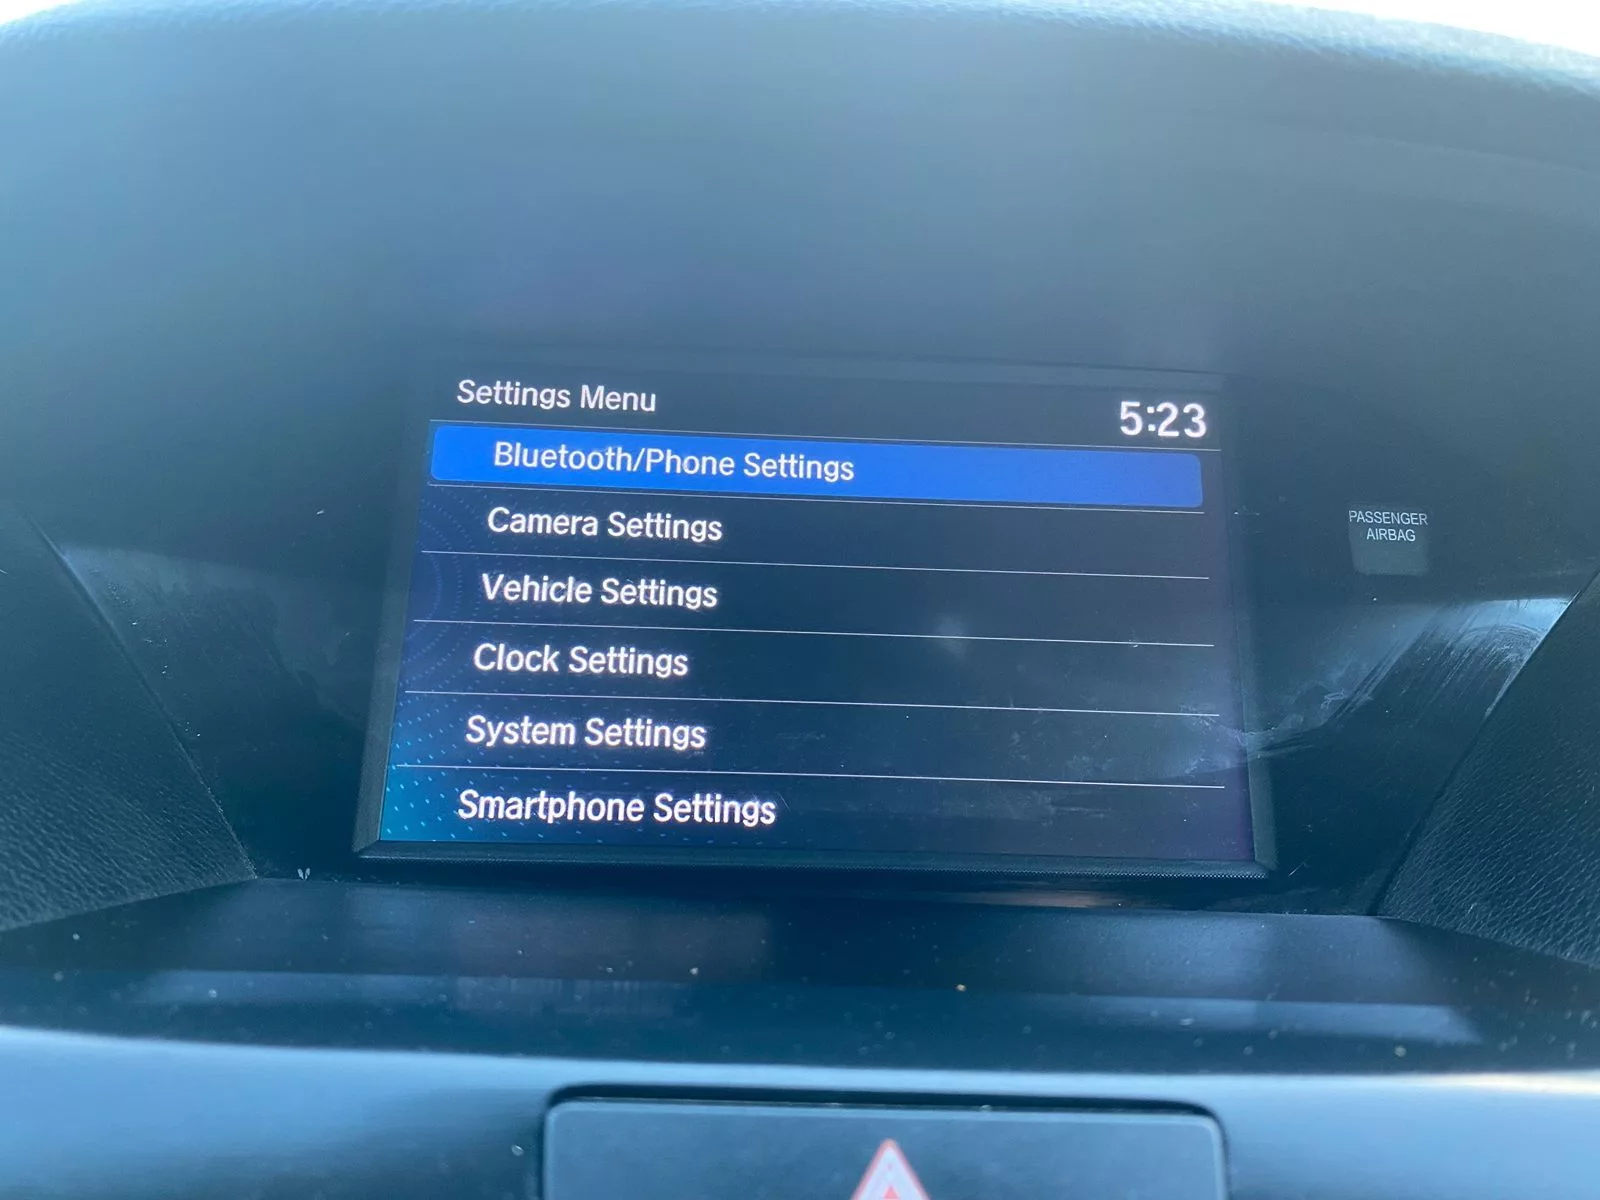 Settings Menu
5:23
Bluetooth/Phone Settings
Camera Settings
Vehicle Settings
Clock Settings
System Settings
Smartphone Settings
PASSENGER
AIRBAG